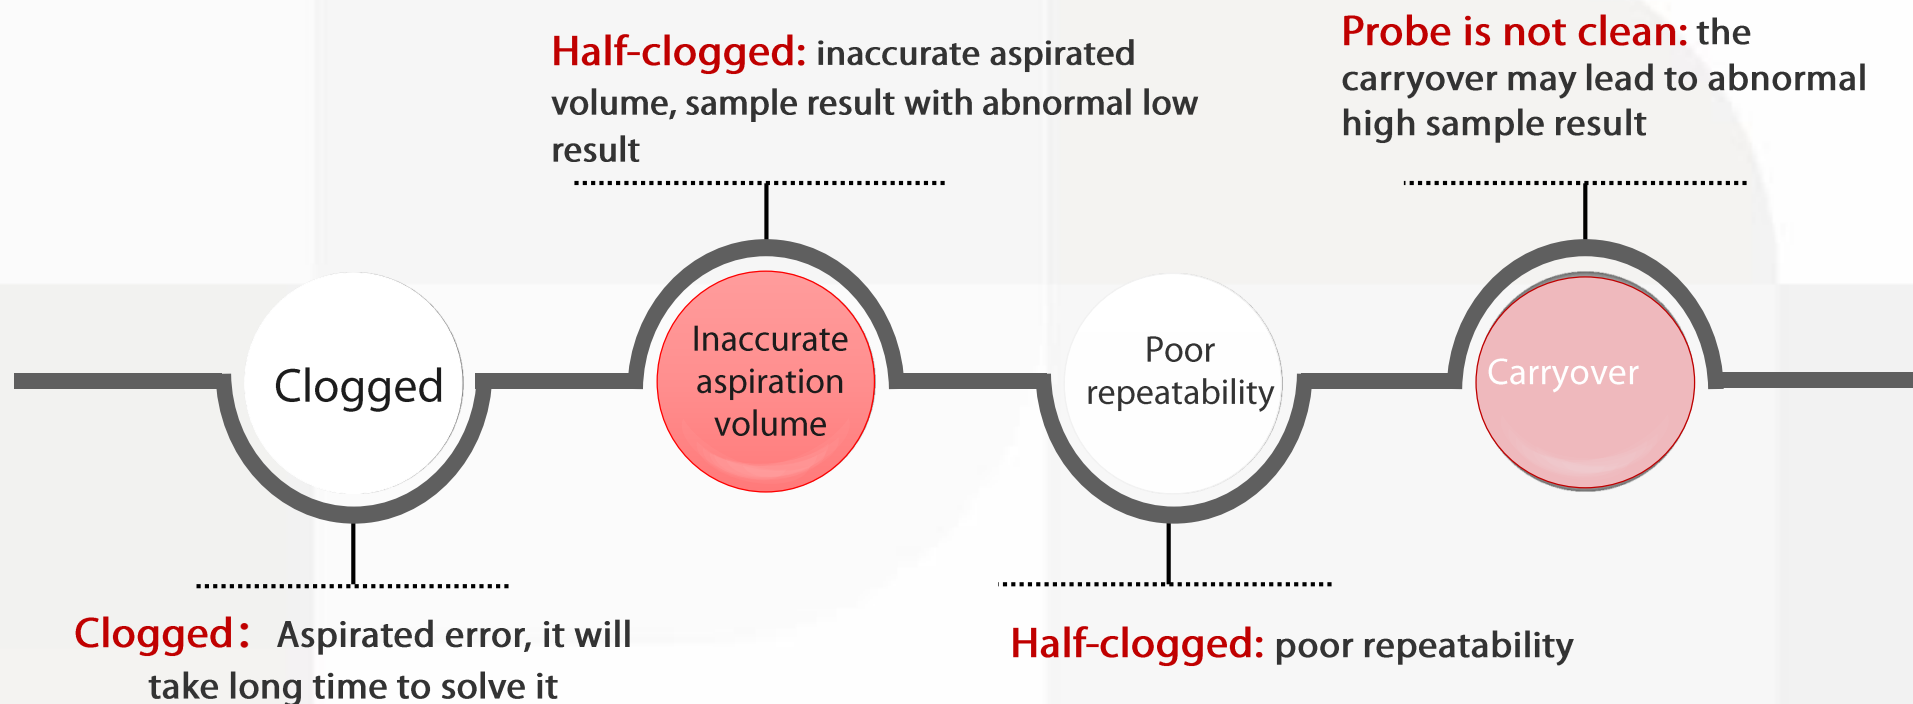 Half-clogged: inaccurate aspirated
volume, sample result with abnormal low
result
Probe is not clean: the
carryover may lead to abnormal
high sample result
Clogged
Inaccurate
aspiration
volume
Poor
repeatability
Carryover
Clogged： Aspirated error, it will
take long time to solve it
Half-clogged: poor repeatability